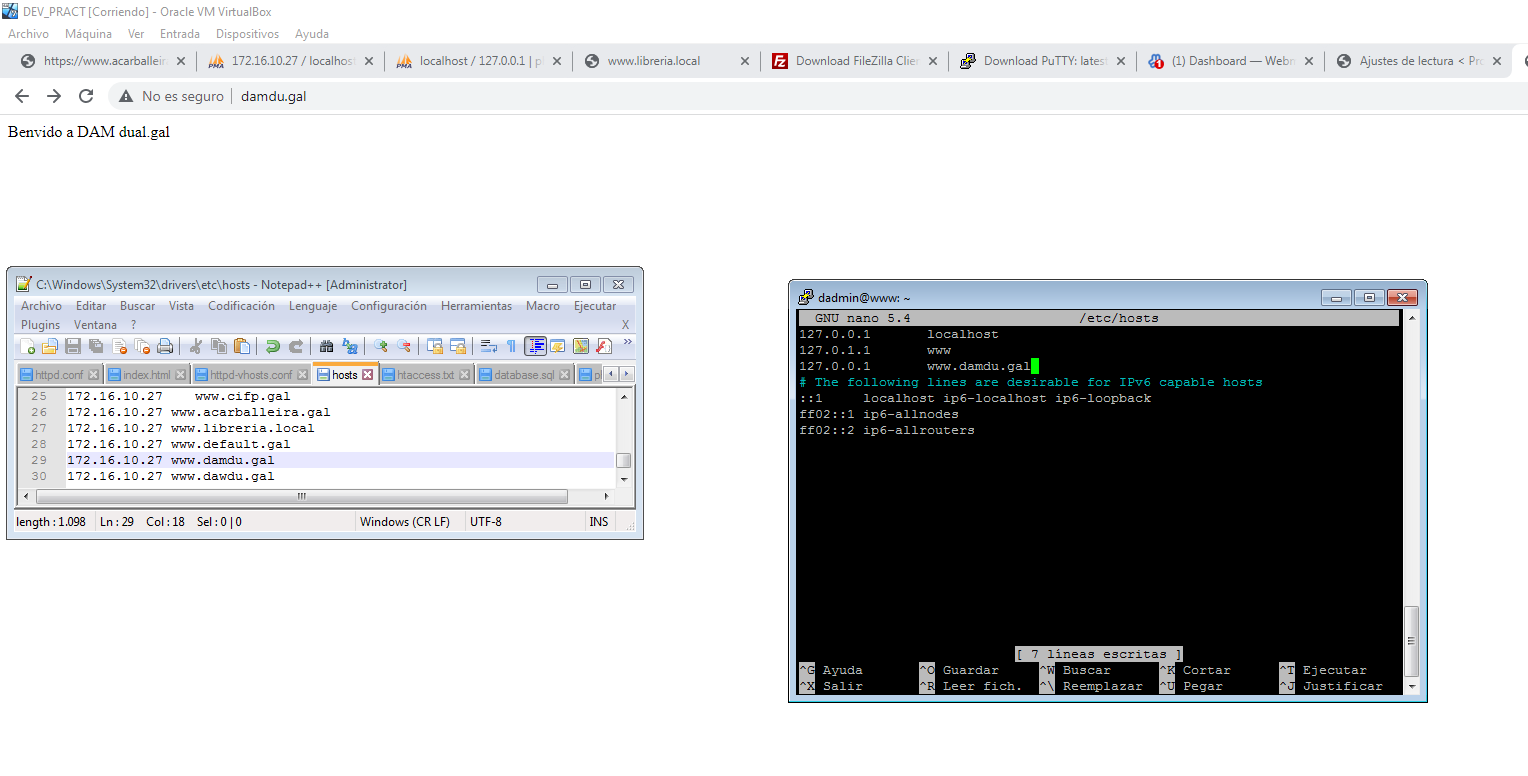 DEV_PRACT [Corriendo] - Oracle VM VirtualBox
Archivo Máquina Ver Entrada Dispositivos Ayuda
https://www.acarballeir
172.16.10.27 / localhos
localhost / 127.0.0.1 | p
www.libreria.local
Download FileZilla Clien
Download PuTTY: latest
(1) Dashboard — Webm
Ajustes de lectura < Pro
No es seguro damdu.gal
Benvido a DAM dual.gal
C:\Windows\System32\drivers\etc\hosts - Notepad++ [Administrator]
Archivo Editar Buscar Vista Codificación Lenguaje Configuración Herramientas Macro Ejecutar
Plugins Ventana ? X
httpd.conf index.html httpd-vhosts.conf hosts htaccess.txt database.sql
25 172.16.10.27 www.cifp.gal
26 172.16.10.27 www.acarballeira.gal
27 172.16.10.27 www.libreria.local
28 172.16.10.27 www.default.gal
29 172.16.10.27 www.damdu.gal
30 172.16.10.27 www.dawdu.gal
length : 1.098 Ln : 29 Col : 18 Sel : 0 | 0 Windows (CR LF) UTF-8 INS
dadmin@www: ~
GNU nano 5.4 /etc/hosts
127.0.0.1 localhost
127.0.1.1 www
127.0.0.1 www.damdu.gal
# The following lines are desirable for IPv6 capable hosts
::1 localhost ip6-localhost ip6-loopback
ff02::1 ip6-allnodes
ff02::2 ip6-allrouters
[ 7 líneas escritas ]
^G Ayuda ^O Guardar ^W Buscar ^K Cortar ^T Ejecutar
^X Salir ^R Leer fich. ^\ Reemplazar ^U Pegar ^J Justificar